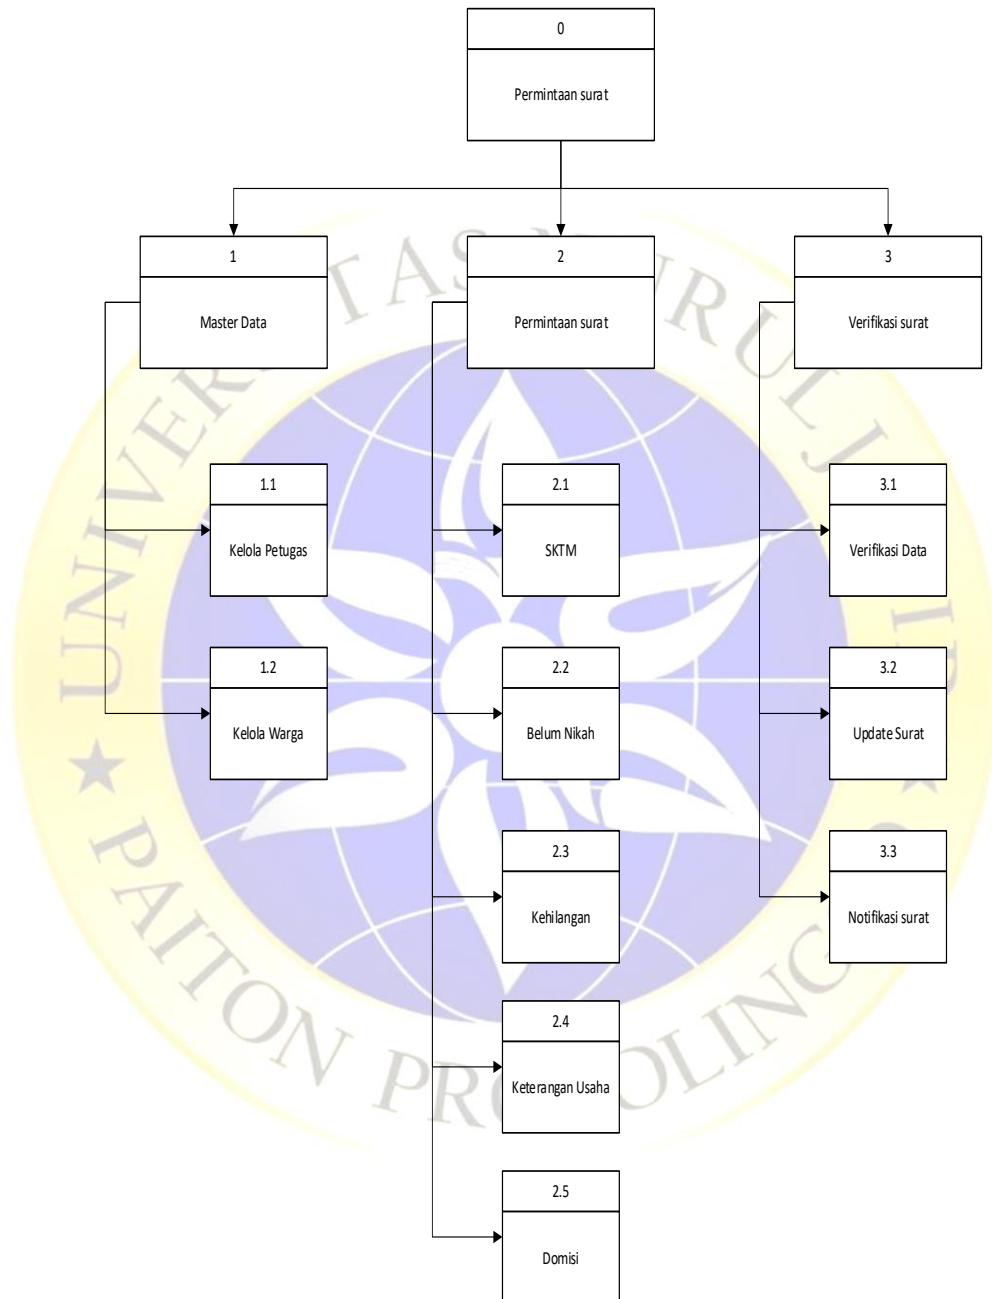 0
Permintaan surat
1
Master Data
2
Permintaan surat
3
Verifikasi surat
1.1
Kelola Petugas
2.1
SKTM
3.1
Verifikasi Data
1.2
Kelola Warga
2.2
Belum Nikah
3.2
Update Surat
2.3
Kehilangan
3.3
Notifikasi surat
2.4
Keterangan Usaha
2.5
Domisi
PAITON